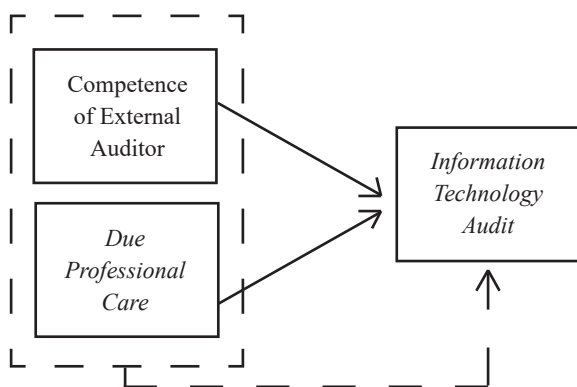 Competence
of External
Auditor
Due
Professional
Care
Information
Technology
Audit